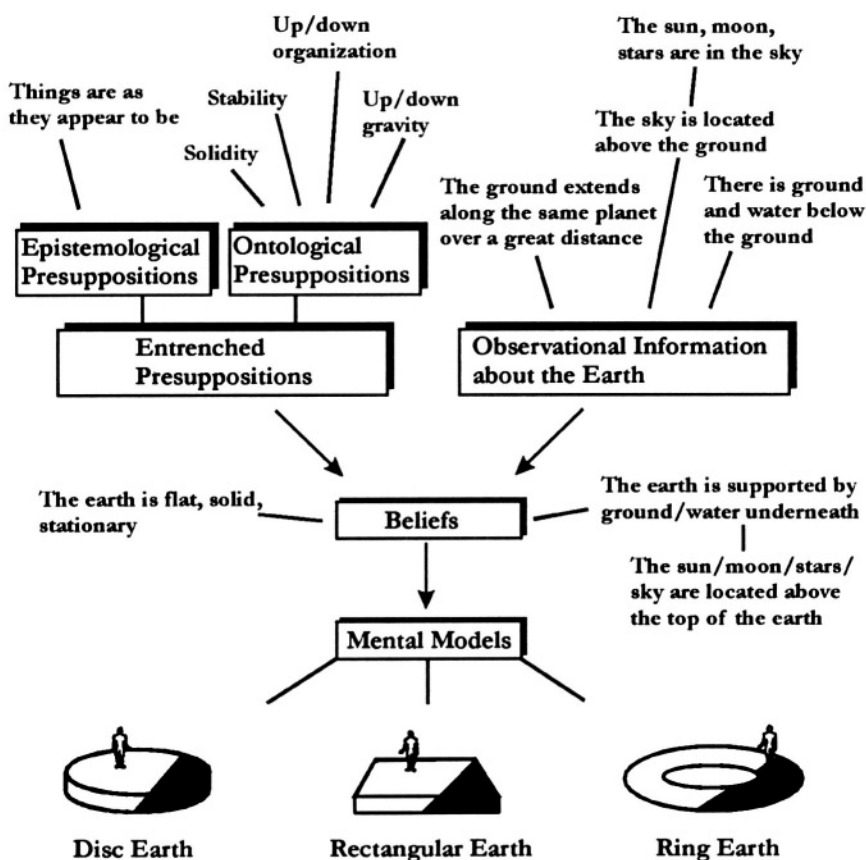 Up/down
organization
The sun, moon,
stars are in the sky
Things are as
they appear to be
Stability
Up/down
gravity
Solidity
The sky is located
above the ground
The ground extends
along the same planet
over a great distance
There is ground
and water below
the ground
Epistemological
Presuppositions
Ontological
Presuppositions
Entrenched
Presuppositions
Observational Information
about the Earth
The earth is flat, solid,
stationary
Beliefs
The earth is supported by
ground/water underneath
The sun/moon/stars/
sky are located above
the top of the earth
Mental Models
Disc Earth
Rectangular Earth
Ring Earth